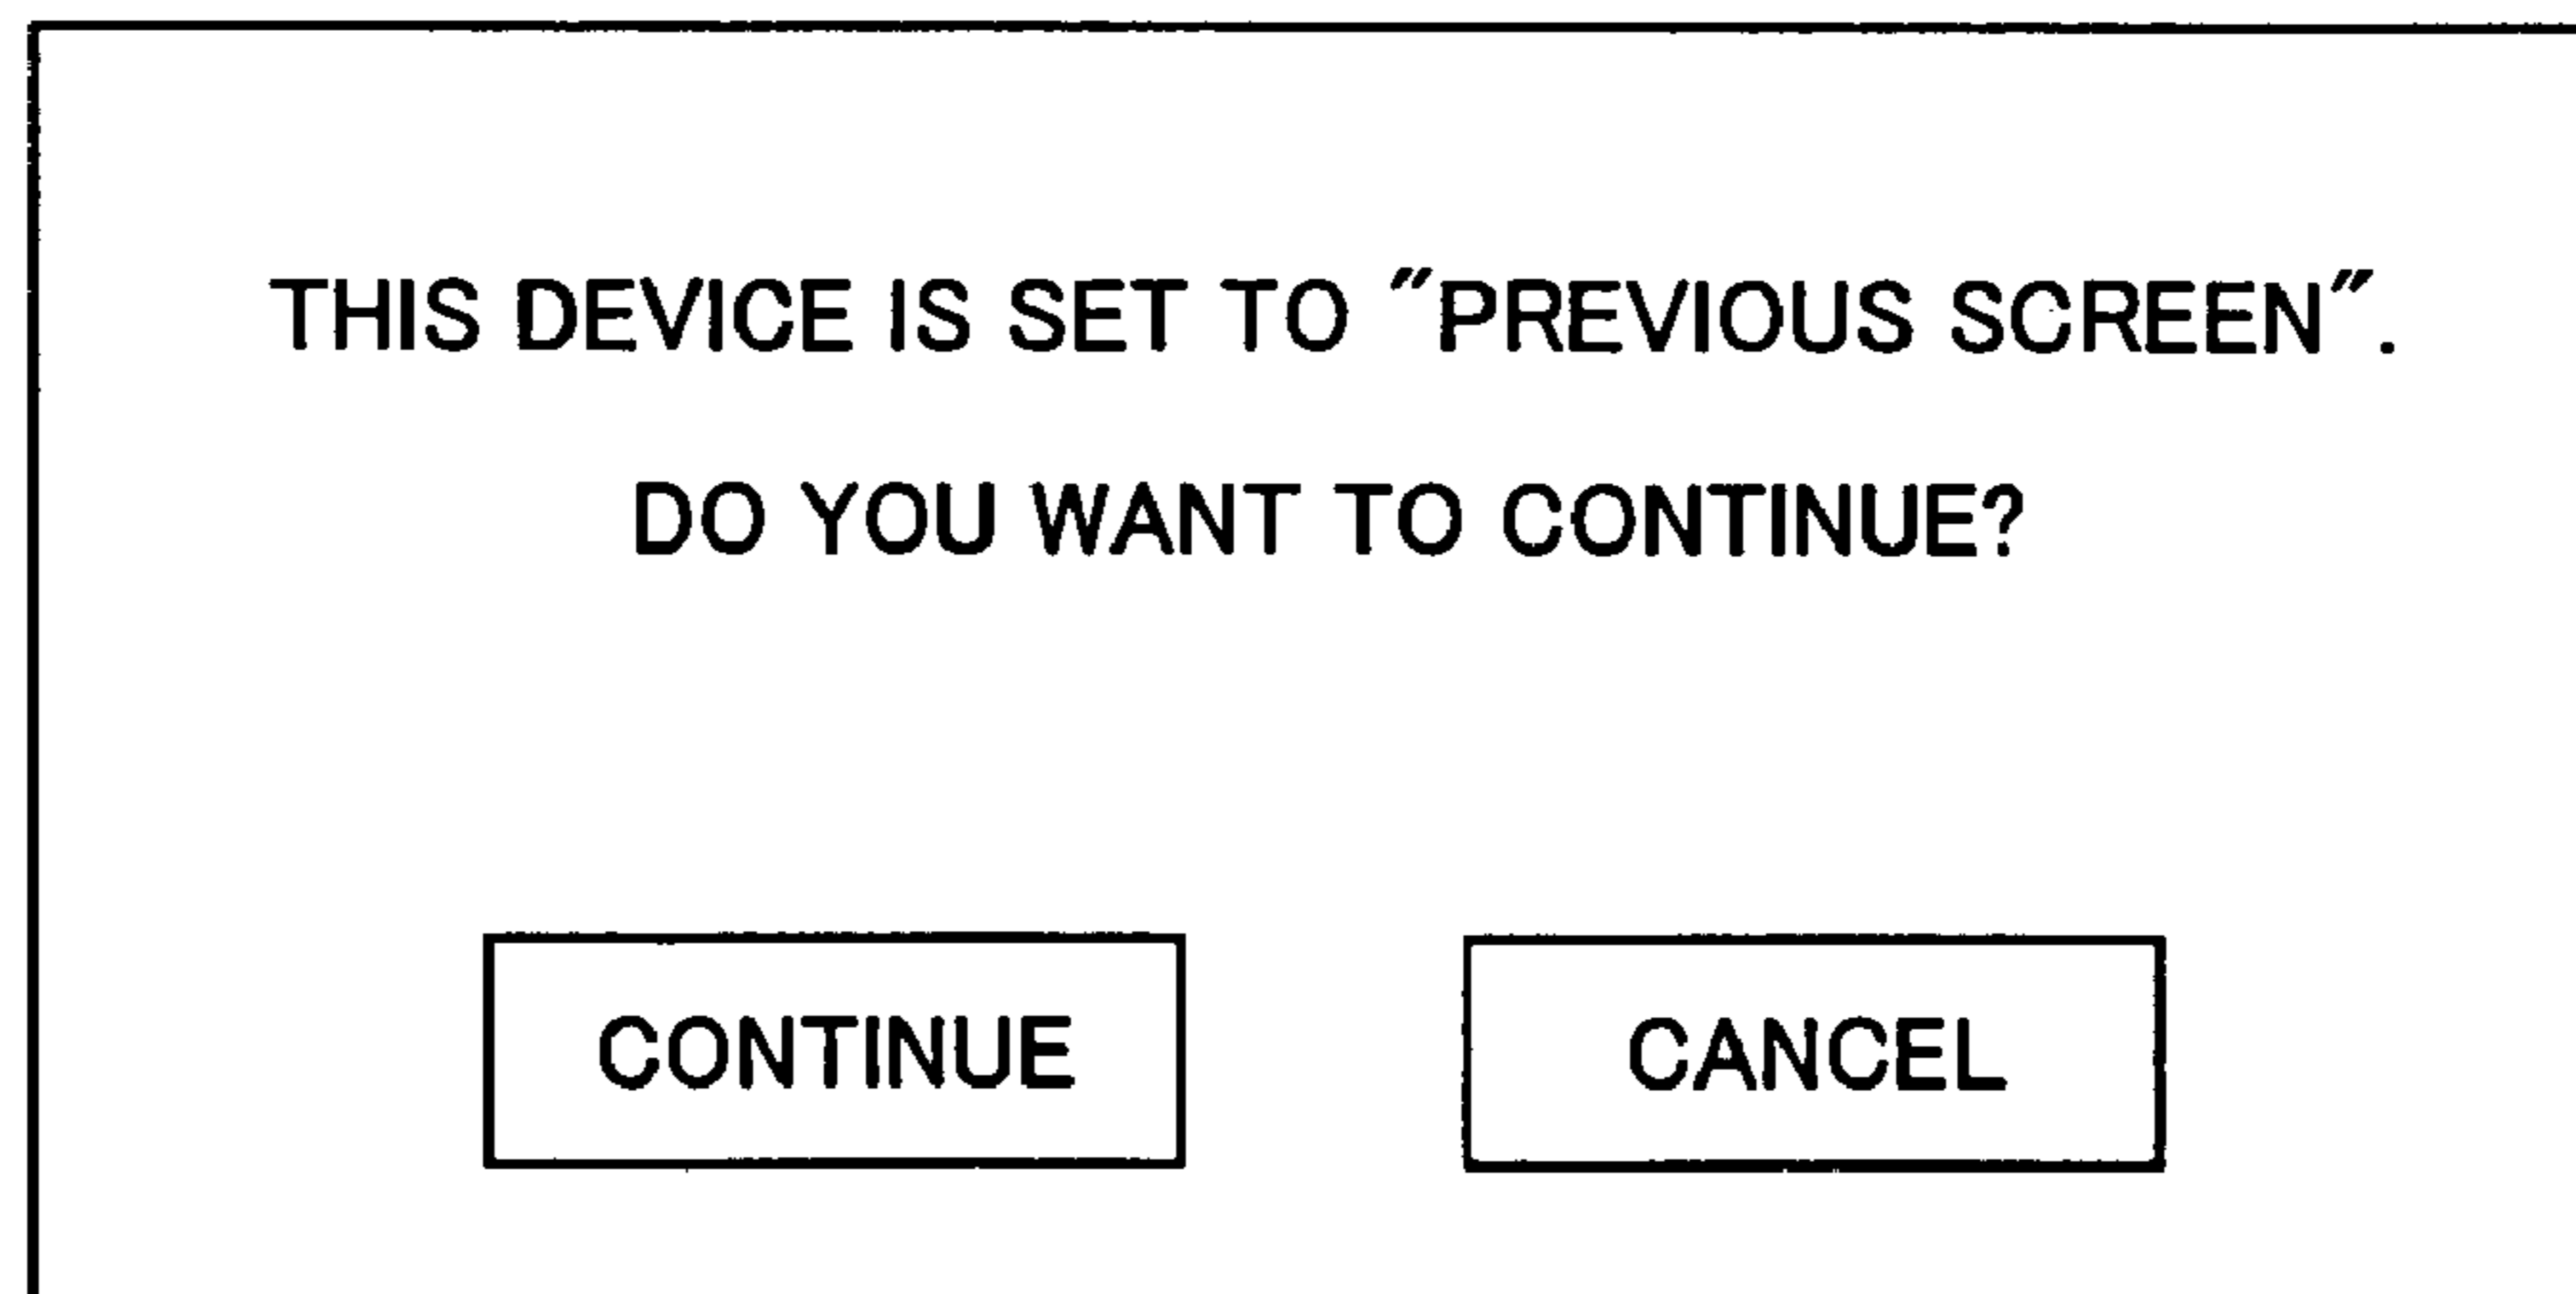 THIS DEVICE IS SET TO "PREVIOUS SCREEN".
DO YOU WANT TO CONTINUE?
CONTINUE
CANCEL